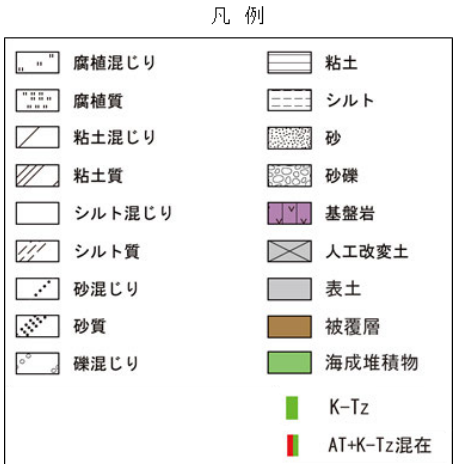 凡 例
腐植混じり
腐植質
粘土混じり
粘土質
シルト混じり
シルト質
砂混じり
砂質
礫混じり
粘土
シルト
砂
砂礫
基盤岩
人工改変土
表土
被覆層
海成堆積物
K-Tz
AT+K-Tz混在